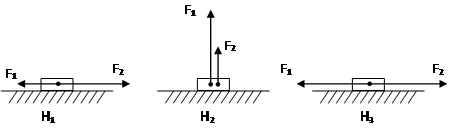 F₁
F₂
F₁ F₂ F₁ F₂
H₁ H₂ H₃